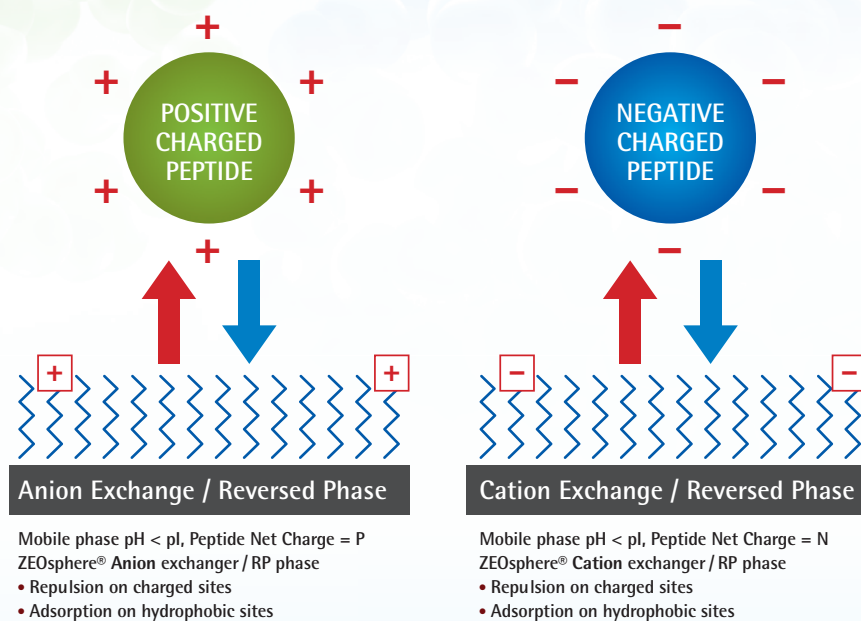 +
+ +
POSITIVE
CHARGED
PEPTIDE
+ +
+
+ +
Anion Exchange / Reversed Phase
Mobile phase pH < pI, Peptide Net Charge = P
ZEOsphere® Anion exchanger / RP phase
• Repulsion on charged sites
• Adsorption on hydrophobic sites
−
− −
NEGATIVE
CHARGED
PEPTIDE
− −
−
− −
Cation Exchange / Reversed Phase
Mobile phase pH < pI, Peptide Net Charge = N
ZEOsphere® Cation exchanger / RP phase
• Repulsion on charged sites
• Adsorption on hydrophobic sites